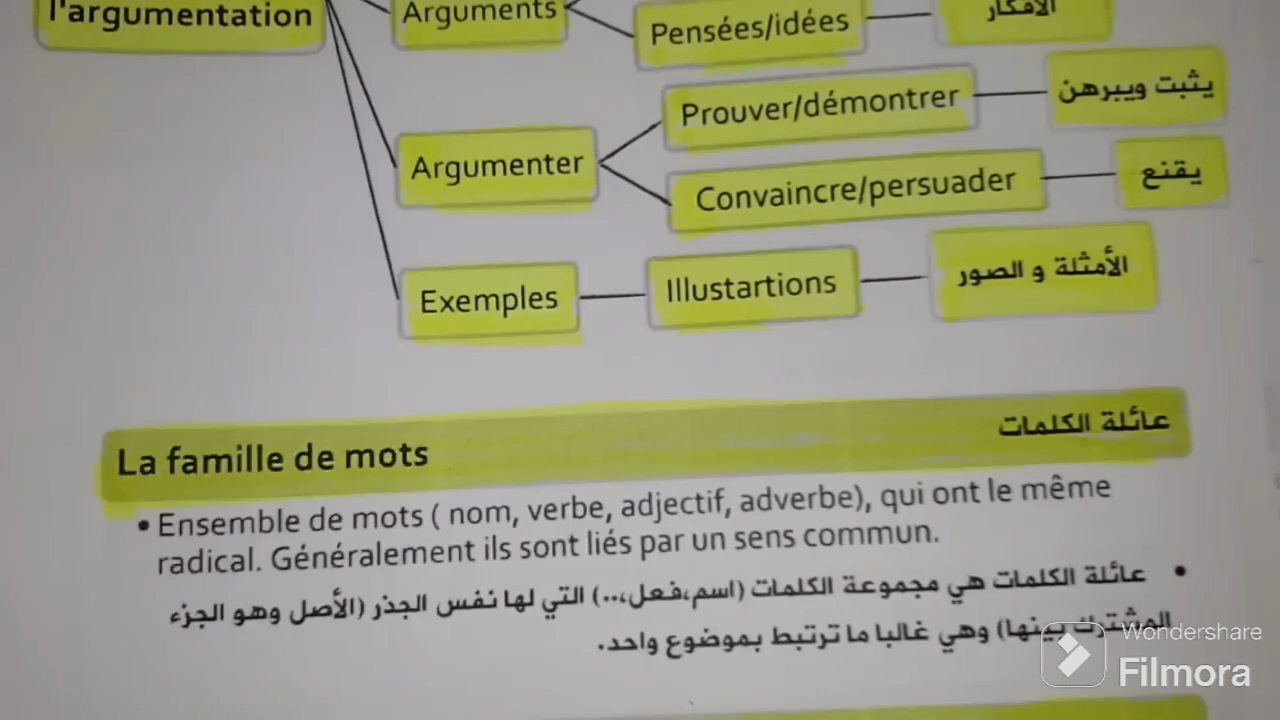 l'argumentation
Arguments
Pensées/idées
الأفكار
Prouver/démontrer
يثبت ويبرهن
Argumenter
Convaincre/persuader
يقنع
Exemples
Illustartions
الأمثلة و الصور
La famille de mots
عائلة الكلمات
• Ensemble de mots ( nom, verbe, adjectif, adverbe), qui ont le même
radical. Généralement ils sont liés par un sens commun.
• عائلة الكلمات هي مجموعة الكلمات (اسم،فعل،..) التي لها نفس الجذر (الأصل وهو الجزء
المشترك بينها) وهي غالبا ما ترتبط بموضوع واحد.
Wondershare
Filmora